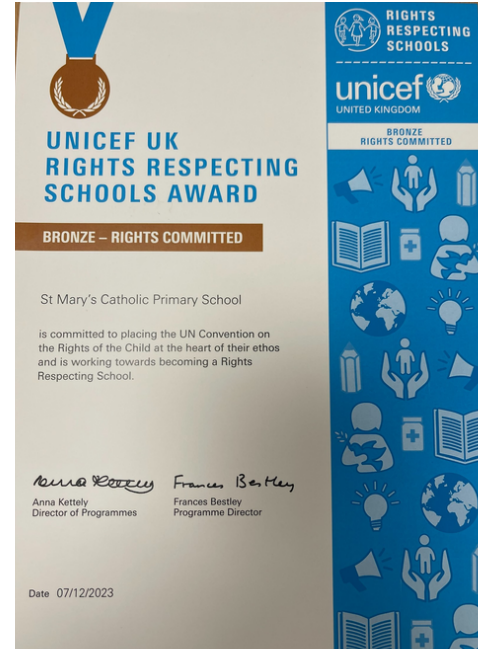 UNICEF UK
RIGHTS RESPECTING
SCHOOLS AWARD
BRONZE – RIGHTS COMMITTED
St Mary's Catholic Primary School
is committed to placing the UN Convention on
the Rights of the Child at the heart of their ethos
and is working towards becoming a Rights
Respecting School.
Anna Kettely
Frances Bestley
Anna Kettely
Director of Programmes
Frances Bestley
Programme Director
Date 07/12/2023
RIGHTS
RESPECTING
SCHOOLS
unicef
UNITED KINGDOM
BRONZE
RIGHTS COMMITTED